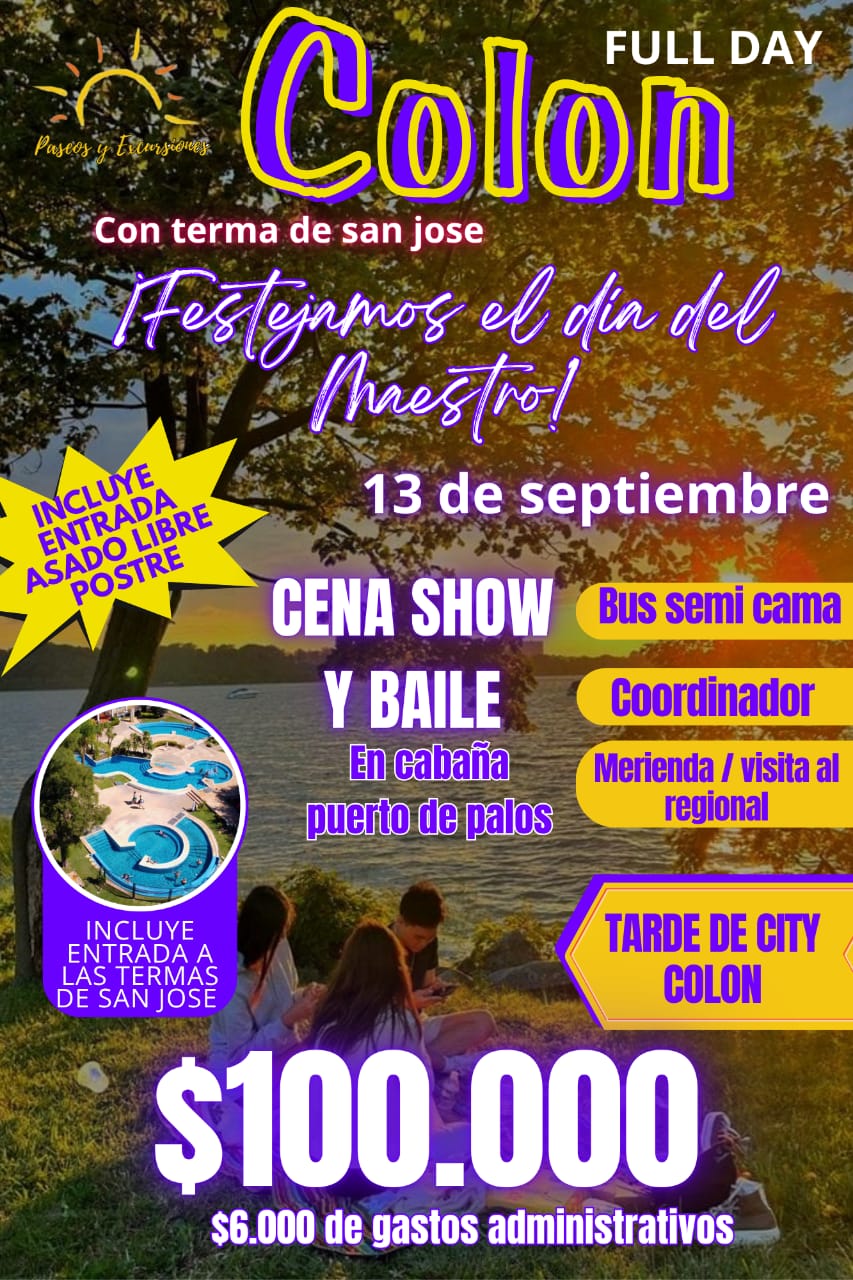 FULL DAY
Colon
Paseos y Excursiones
Con terma de san jose
¡Festejamos el día del
Maestro!
13 de septiembre
INCLUYE
ENTRADA
ASADO LIBRE
POSTRE
CENA SHOW
Y BAILE
En cabaña
puerto de palos
Bus semi cama
Coordinador
Merienda / visita al
regional
INCLUYE
ENTRADA A
LAS TERMAS
DE SAN JOSE
TARDE DE CITY
COLON
$100.000
$6.000 de gastos administrativos